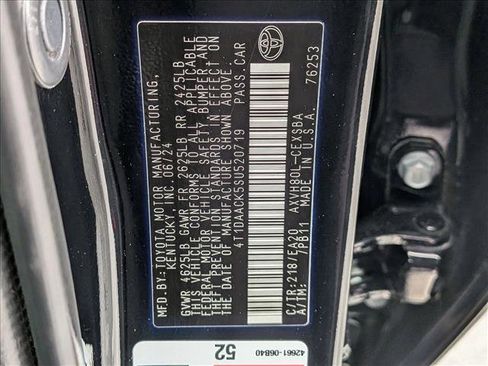 MFD.BY:TOYOTA MOTOR MANUFACTURING,
KENTUCKY, INC. 06/24
GVWR 4625LB GAWR FR 2625LB RR 2425LB
THIS VEHICLE CONFORMS TO ALL APPLICABLE
FEDERAL MOTOR VEHICLE SAFETY, BUMPER, AND
THEFT PREVENTION STANDARDS IN EFFECT ON
THE DATE OF MANUFACTURE SHOWN ABOVE.
4T1DAACK5SU520719 PASS.CAR
C/TR:218/EA20 AXVH80L-CEXSBA
A/TM: 7PB11 MADE IN U.S.A. 76253
42661-06B40
52